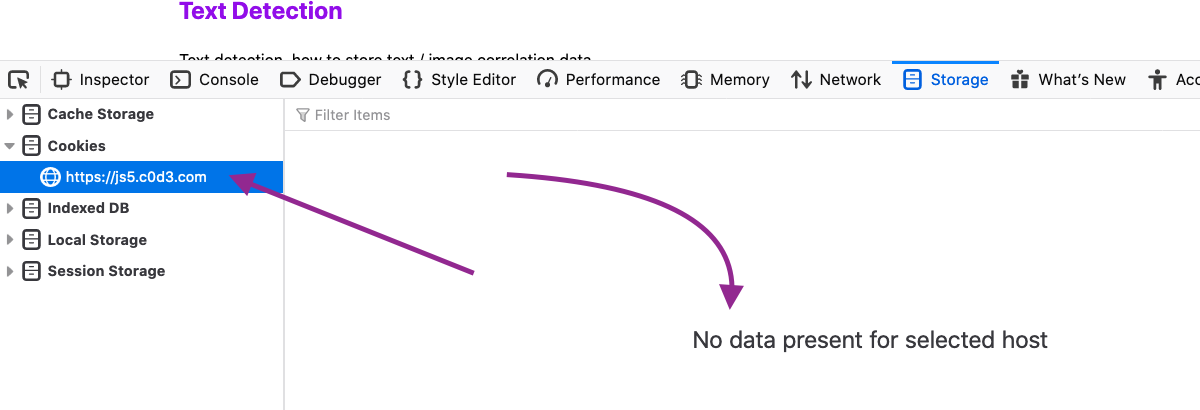 Text Detection
Text detection, how to store text / image correlation data
Inspector Console Debugger Style Editor Performance Memory Network Storage What's New Acc
Cache Storage
Filter Items
Cookies
https://js5.c0d3.com
Indexed DB
Local Storage
Session Storage
No data present for selected host